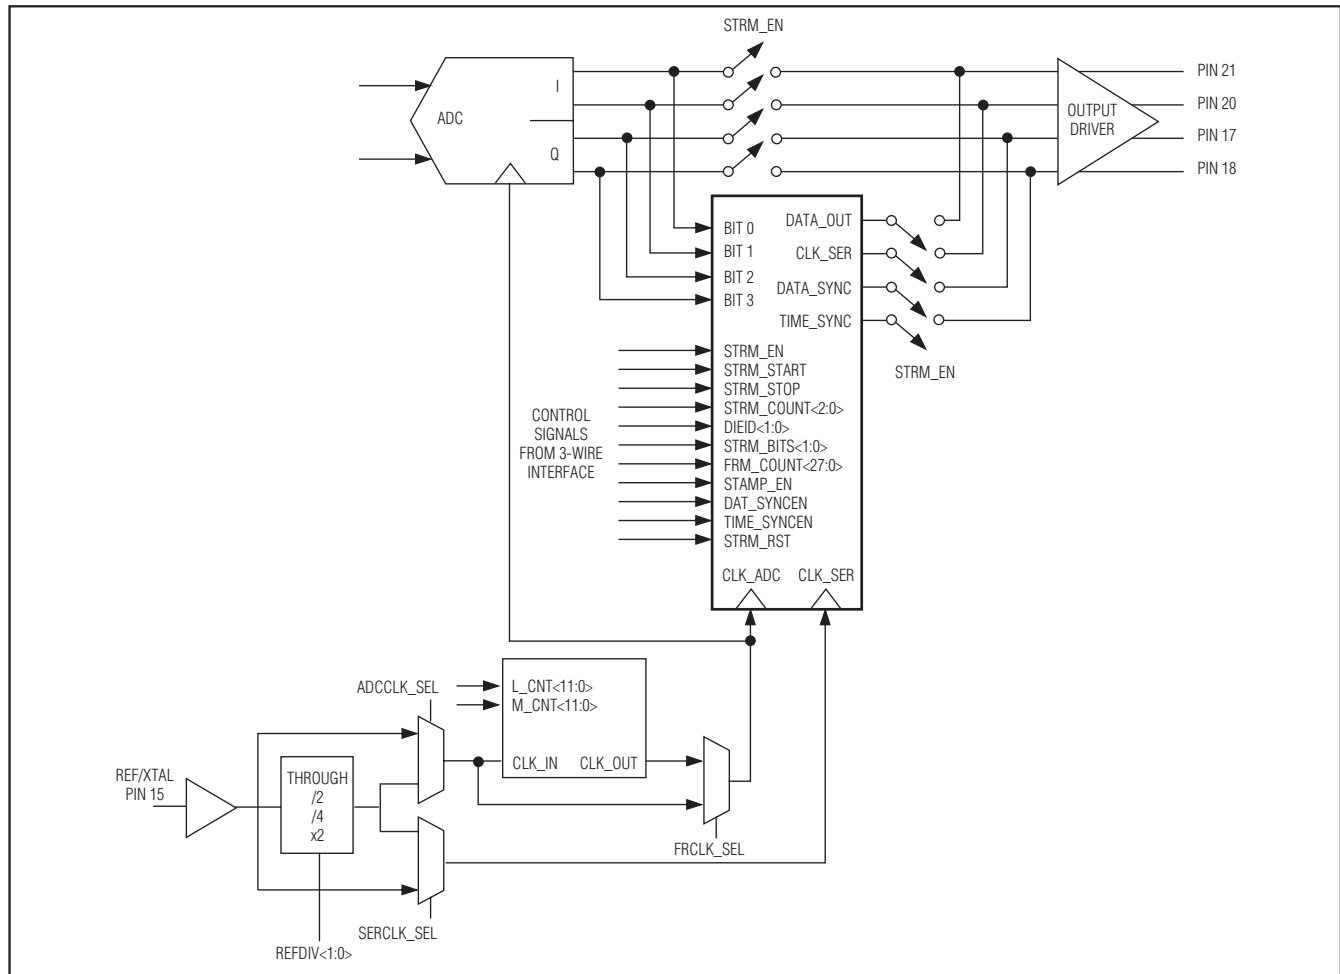 STRM_EN
PIN 21
I
PIN 20
ADC
OUTPUT
DRIVER
PIN 17
Q
PIN 18
BIT 0
BIT 1
BIT 2
BIT 3
DATA_OUT
CLK_SER
DATA_SYNC
TIME_SYNC
STRM_EN
CONTROL
SIGNALS
FROM 3-WIRE
INTERFACE
STRM_EN
STRM_START
STRM_STOP
STRM_COUNT<2:0>
DIEID<1:0>
STRM_BITS<1:0>
FRM_COUNT<27:0>
STAMP_EN
DAT_SYNCEN
TIME_SYNCEN
STRM_RST
CLK_ADC CLK_SER
ADCCLK_SEL
L_CNT<11:0>
M_CNT<11:0>
CLK_IN CLK_OUT
REF/XTAL
PIN 15
THROUGH
/2
/4
x2
FRCLK_SEL
SERCLK_SEL
REFDIV<1:0>